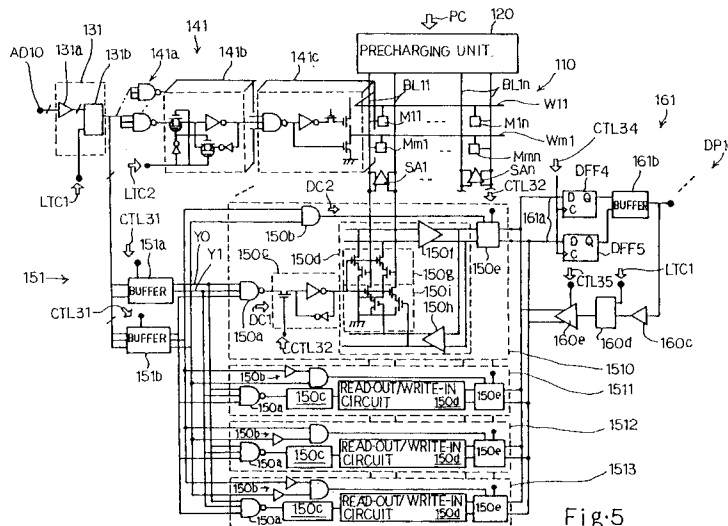 120
PC
AD10
131
131a
131b
141a
141
141b
141c
PRECHARGING UNIT
BL11
BL1n
110
W11
M11
M1n
Wm1
Mm1
Mmn
SA1
SAn
CTL32
CTL34
161
161b
DP1
LTC1
LTC2
DC2
161a
D Q
C
DFF4
BUFFER
D Q
C
DFF5
CTL31
151a
Y0
Y1
150b
150c
150d
150f
150e
150g
150i
150h
CTL35
LTC1
151
BUFFER
CTL31
BUFFER
151b
DC1
150a
CTL32
160e
160d
160c
1510
1511
150b
150a
150c
READ-OUT/WRITE-IN
CIRCUIT 150d
150e
1512
150b
150a
150c
READ-OUT/WRITE-IN
CIRCUIT 150d
150e
1513
150b
150a
150c
READ-OUT/WRITE-IN
CIRCUIT 150d
150e
Fig.5